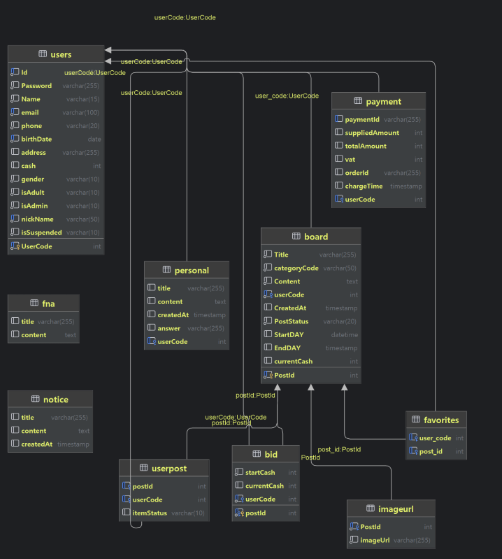 userCode:UserCode
users
Id userCode:UserCode
Password varchar(255)
Name varchar(15)
email varchar(100)
phone varchar(20)
birthDate date
address varchar(255)
cash int
gender varchar(10)
isAdult varchar(10)
isAdmin varchar(10)
nickName varchar(50)
isSuspended varchar(10)
UserCode int
userCode:UserCode
userCode:UserCode
user_code:UserCode
payment
paymentId varchar(255)
suppliedAmount int
totalAmount int
vat int
orderId varchar(255)
chargeTime timestamp
userCode int
board
Title varchar(255)
categoryCode varchar(50)
Content text
userCode int
CreatedAt timestamp
PostStatus varchar(20)
StartDAY datetime
EndDAY timestamp
currentCash int
PostId int
personal
title varchar(255)
content text
createdAt timestamp
answer varchar(255)
userCode int
fna
title varchar(255)
content text
notice
title varchar(255)
content text
createdAt timestamp
postId:PostId
userCode:UserCode
postId:PostId
post_id:PostId
PostId
favorites
user_code int
post_id int
userpost
postId int
userCode int
itemStatus varchar(10)
bid
startCash int
currentCash int
userCode int
postId int
imageurl
PostId int
imageUrl varchar(255)